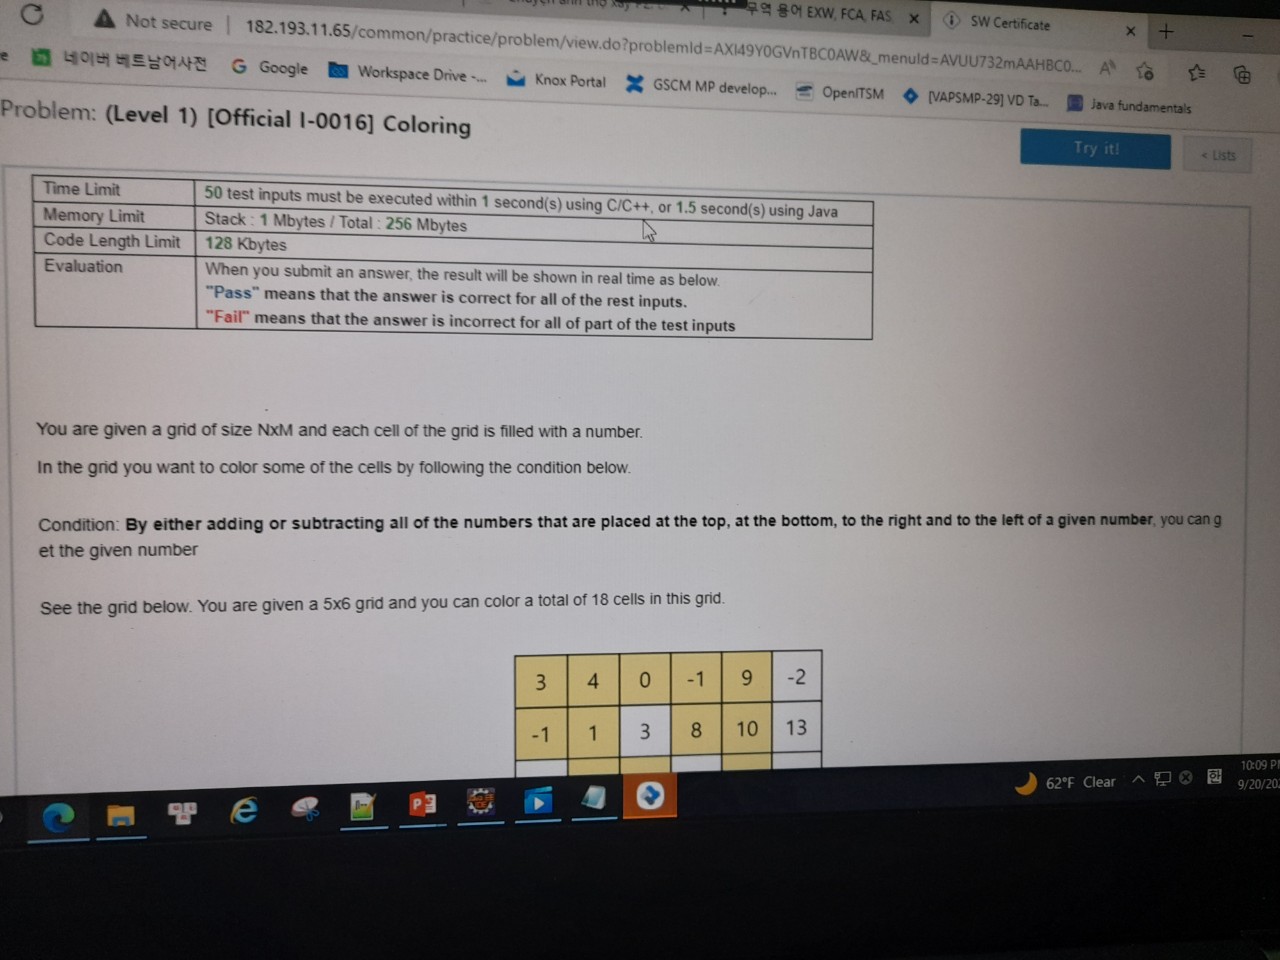 무역 용어 EXW, FCA, FAS,
SW Certificate
Not secure
182.193.11.65/common/practice/problem/view.do?problemId=AXI49Y0GVnTBC0AW&_menuId=AVUU732mAAHBC0...
네이버 베트남어사전
Google
Workspace Drive -...
Knox Portal
GSCM MP develop...
OpenITSM
[VAPSMP-29] VD Ta...
Java fundamentals
Problem: (Level 1) [Official I-0016] Coloring
Try it!
< Lists
Time Limit 50 test inputs must be executed within 1 second(s) using C/C++, or 1.5 second(s) using Java
Memory Limit Stack : 1 Mbytes / Total : 256 Mbytes
Code Length Limit 128 Kbytes
Evaluation When you submit an answer, the result will be shown in real time as below.
"Pass" means that the answer is correct for all of the rest inputs.
"Fail" means that the answer is incorrect for all of part of the test inputs
You are given a grid of size NxM and each cell of the grid is filled with a number.
In the grid you want to color some of the cells by following the condition below.
Condition: By either adding or subtracting all of the numbers that are placed at the top, at the bottom, to the right and to the left of a given number, you can g
et the given number
See the grid below. You are given a 5x6 grid and you can color a total of 18 cells in this grid.
3 4 0 -1 9 -2
-1 1 3 8 10 13
62°F Clear
한
10:09 P
9/20/20